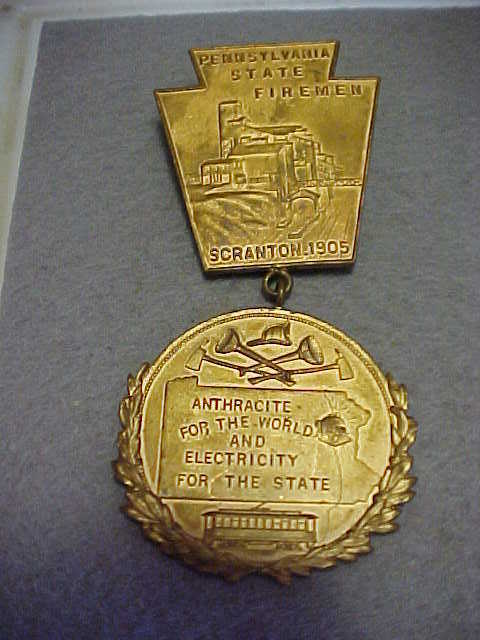 PENNSYLVANIA
STATE
FIREMEN
SCRANTON-1905
ANTHRACITE
FOR THE WORLD
AND
ELECTRICITY
FOR THE STATE